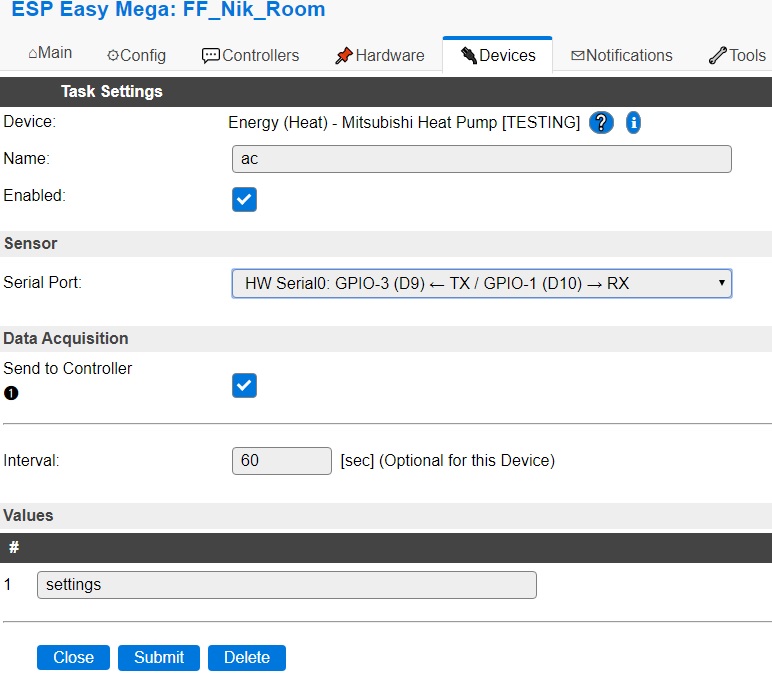 ESP Easy Mega: FF_Nik_Room
⌂Main ⚙Config 💬Controllers 📌Hardware 🔌Devices ✉Notifications 🔧Tools
Task Settings
Device: Energy (Heat) - Mitsubishi Heat Pump [TESTING] ? i
Name: ac
Enabled:
Sensor
Serial Port: HW Serial0: GPIO-3 (D9) ← TX / GPIO-1 (D10) → RX
Data Acquisition
Send to Controller
❶
Interval: 60 [sec] (Optional for this Device)
Values
#
1 settings
Close Submit Delete